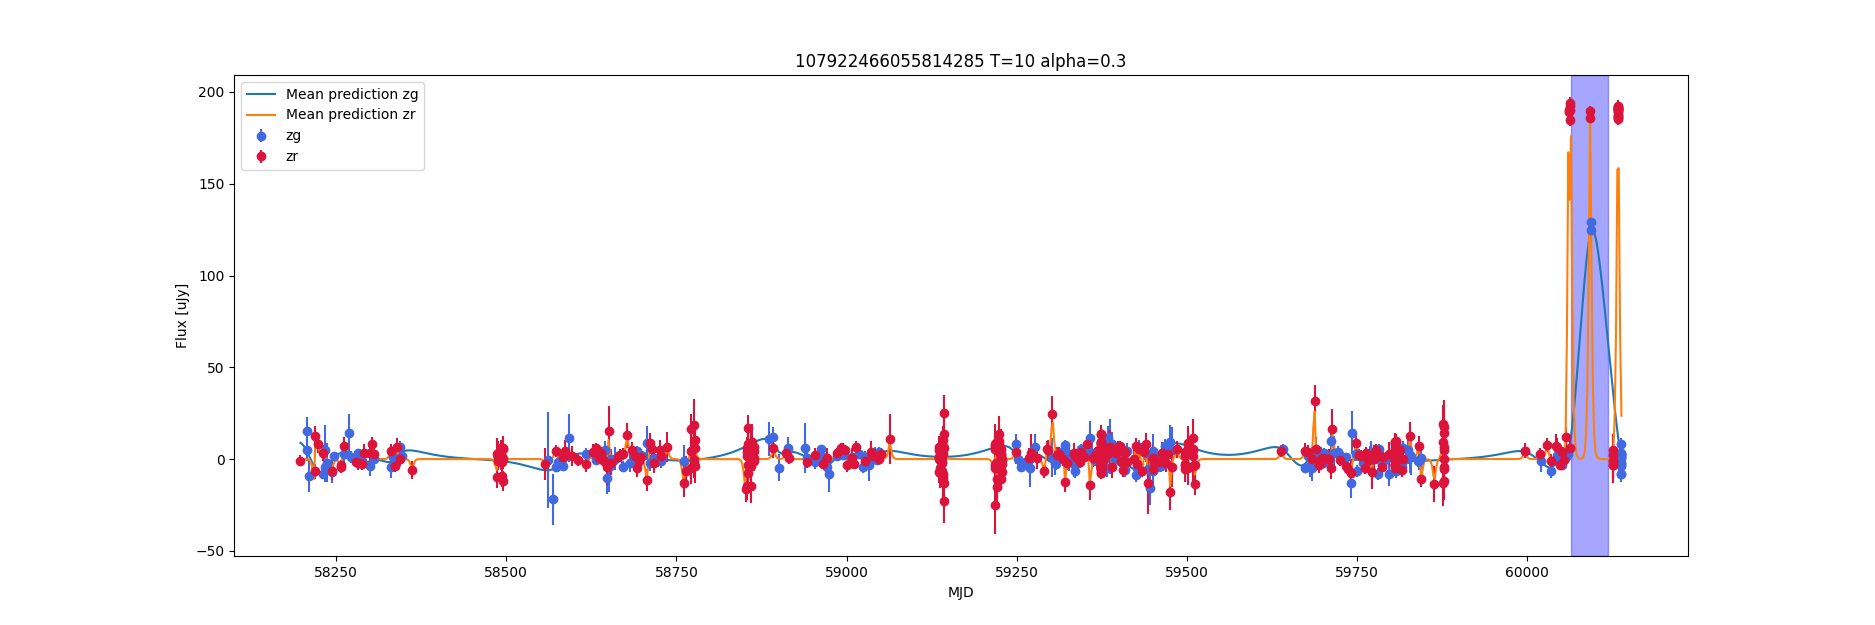 107922466055814285 T=10 alpha=0.3
Mean prediction zg
Mean prediction zr
zg
zr
Flux [uJy]
200
150
100
50
0
−50
58250 58500 58750 59000 59250 59500 59750 60000
MJD